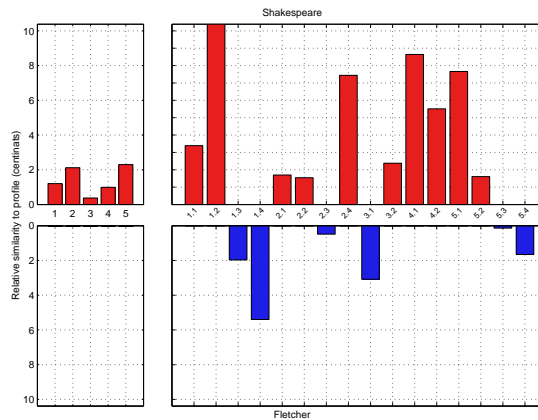 Shakespeare
10
8
6
4
2
0
1 2 3 4 5
1.1 1.2 1.3 1.4 2.1 2.2 2.3 2.4 3.1 3.2 4.1 4.2 5.1 5.2 5.3 5.4
0
2
4
6
8
10
Relative similarity to profile (centinats)
Fletcher